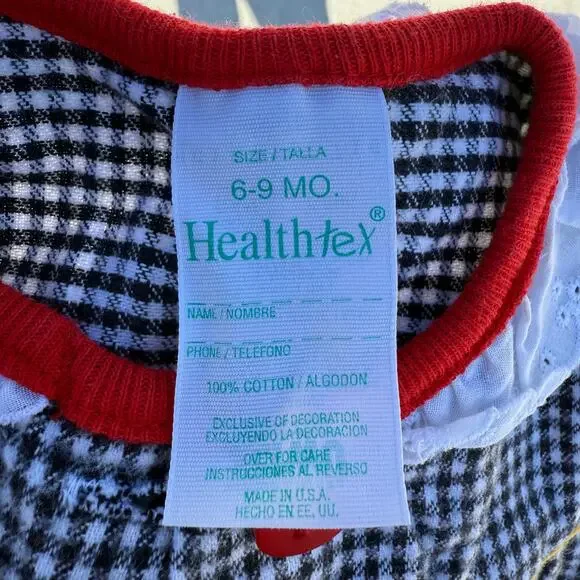 SIZE / TALLA
6-9 MO.
Healthtex®
NAME / NOMBRE
PHONE / TELÉFONO
100% COTTON / ALGODON
EXCLUSIVE OF DECORATION
EXCLUYENDO LA DECORACION
OVER FOR CARE
INSTRUCCIONES AL REVERSO
MADE IN U.S.A.
HECHO EN EE, UU.